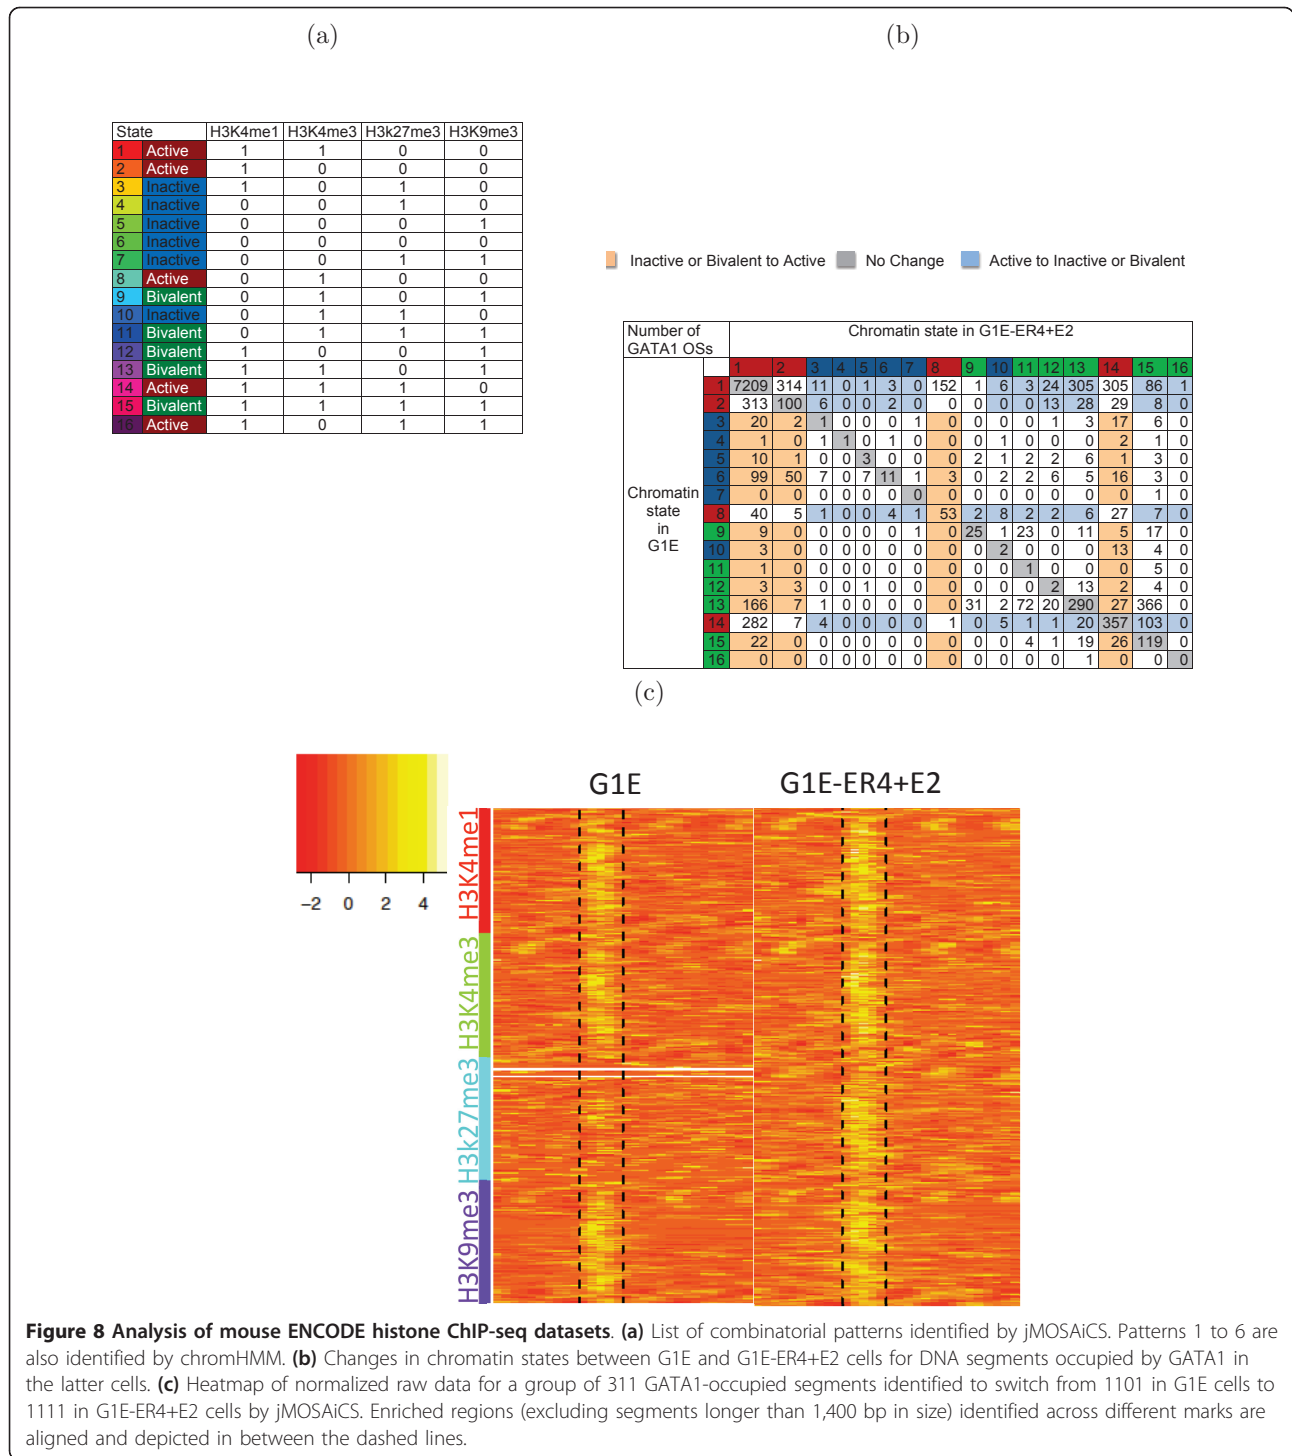 (a)
(b)
State H3K4me1 H3K4me3 H3k27me3 H3K9me3
1 Active 1 1 0 0
2 Active 1 0 0 0
3 Inactive 1 0 1 0
4 Inactive 0 0 1 0
5 Inactive 0 0 0 1
6 Inactive 0 0 0 0
7 Inactive 0 0 1 1
8 Active 0 1 0 0
9 Bivalent 0 1 0 1
10 Inactive 0 1 1 0
11 Bivalent 0 1 1 1
12 Bivalent 1 0 0 1
13 Bivalent 1 1 0 1
14 Active 1 1 1 0
15 Bivalent 1 1 1 1
16 Active 1 0 1 1
Inactive or Bivalent to Active No Change Active to Inactive or Bivalent
Number of GATA1 OSs
Chromatin state in G1E-ER4+E2
1 2 3 4 5 6 7 8 9 10 11 12 13 14 15 16
Chromatin state in G1E
1 7209 314 11 0 1 3 0 152 1 6 3 24 305 305 86 1
2 313 100 6 0 0 2 0 0 0 0 0 13 28 29 8 0
3 20 2 1 0 0 0 1 0 0 0 0 1 3 17 6 0
4 1 0 1 1 0 1 0 0 0 1 0 0 0 2 1 0
5 10 1 0 0 3 0 0 0 2 1 2 2 6 1 3 0
6 99 50 7 0 7 11 1 3 0 2 2 6 5 16 3 0
7 0 0 0 0 0 0 0 0 0 0 0 0 0 0 1 0
8 40 5 1 0 0 4 1 53 2 8 2 2 6 27 7 0
9 9 0 0 0 0 0 1 0 25 1 23 0 11 5 17 0
10 3 0 0 0 0 0 0 0 0 2 0 0 0 13 4 0
11 1 0 0 0 0 0 0 0 0 0 1 0 0 0 5 0
12 3 3 0 0 1 0 0 0 0 0 0 2 13 2 4 0
13 166 7 1 0 0 0 0 0 31 2 72 20 290 27 366 0
14 282 7 4 0 0 0 0 1 0 5 1 1 20 357 103 0
15 22 0 0 0 0 0 0 0 0 0 4 1 19 26 119 0
16 0 0 0 0 0 0 0 0 0 0 0 0 1 0 0 0
(c)
−2 0 2 4
G1E G1E-ER4+E2
H3K4me1
H3K4me3
H3k27me3
H3K9me3
Figure 8 Analysis of mouse ENCODE histone ChIP-seq datasets. (a) List of combinatorial patterns identified by jMOSAiCS. Patterns 1 to 6 are
also identified by chromHMM. (b) Changes in chromatin states between G1E and G1E-ER4+E2 cells for DNA segments occupied by GATA1 in
the latter cells. (c) Heatmap of normalized raw data for a group of 311 GATA1-occupied segments identified to switch from 1101 in G1E cells to
1111 in G1E-ER4+E2 cells by jMOSAiCS. Enriched regions (excluding segments longer than 1,400 bp in size) identified across different marks are
aligned and depicted in between the dashed lines.